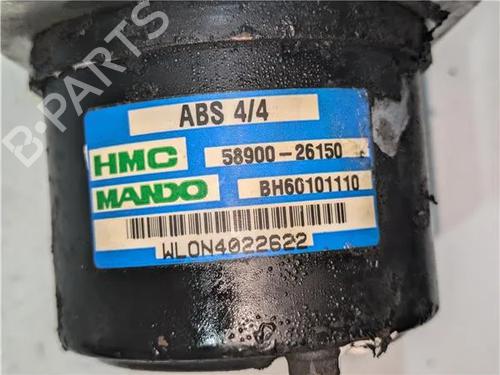 B-PARTS
ABS 4/4
HMC 58900-26150
MANDO BH60101110
WLON4022622